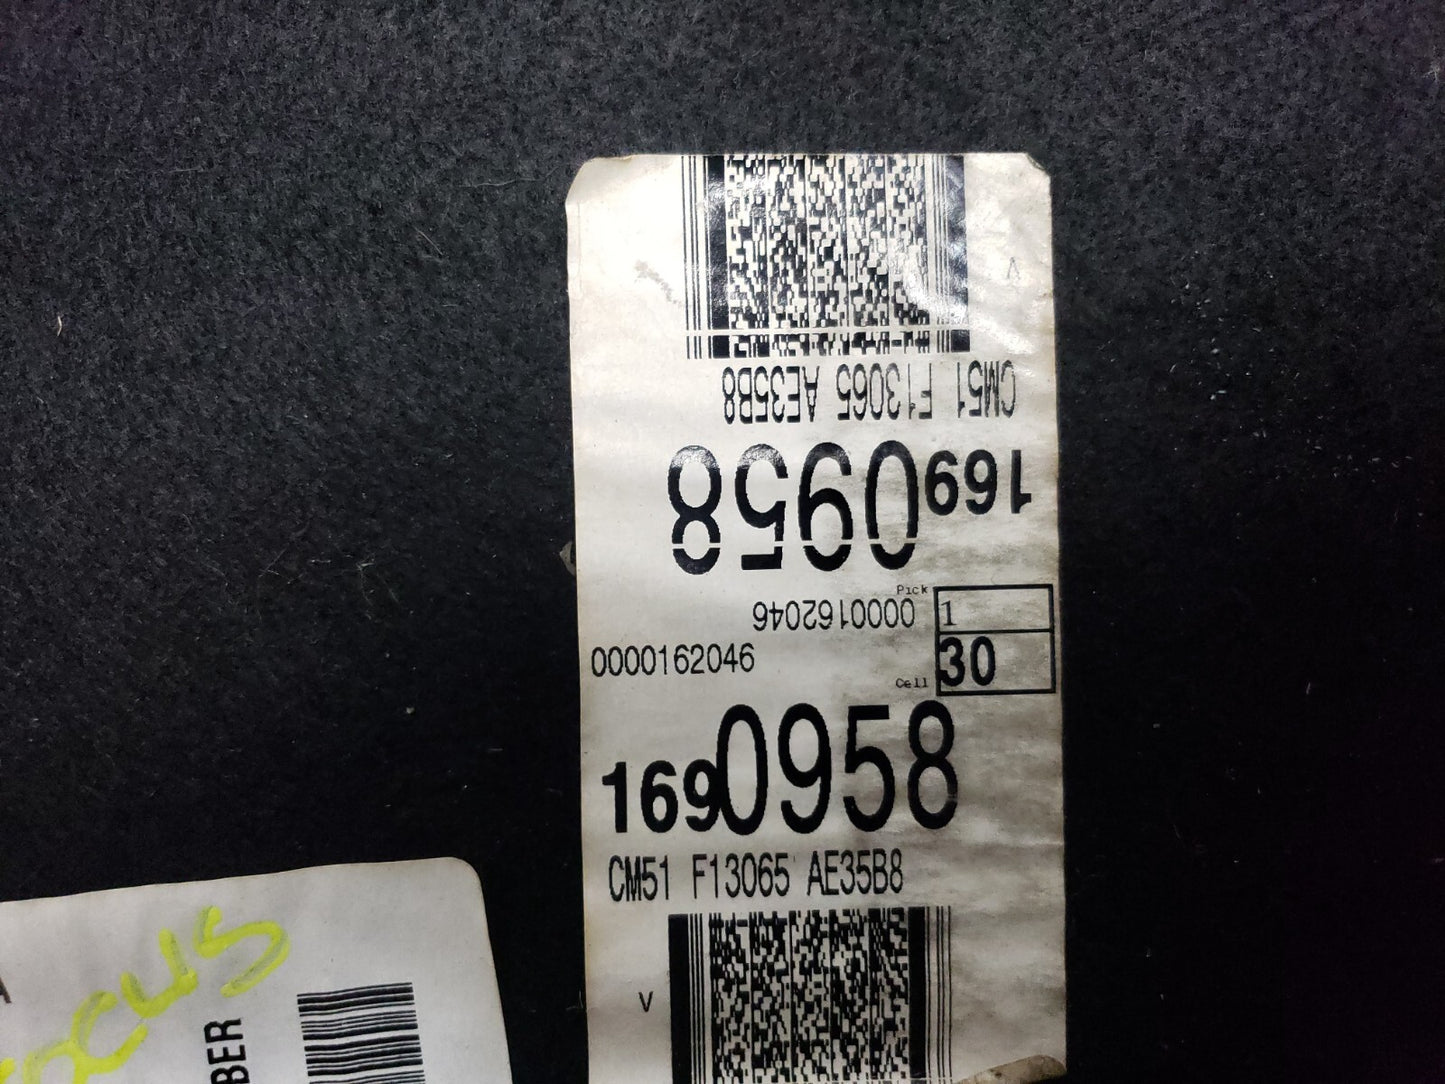 CM51 F13065 AE35B8
1690958
0000162046
Pick 1
0000162046
Cell 30
1690958
CM51 F13065 AE35B8
V
V
FOCUS
BER
A